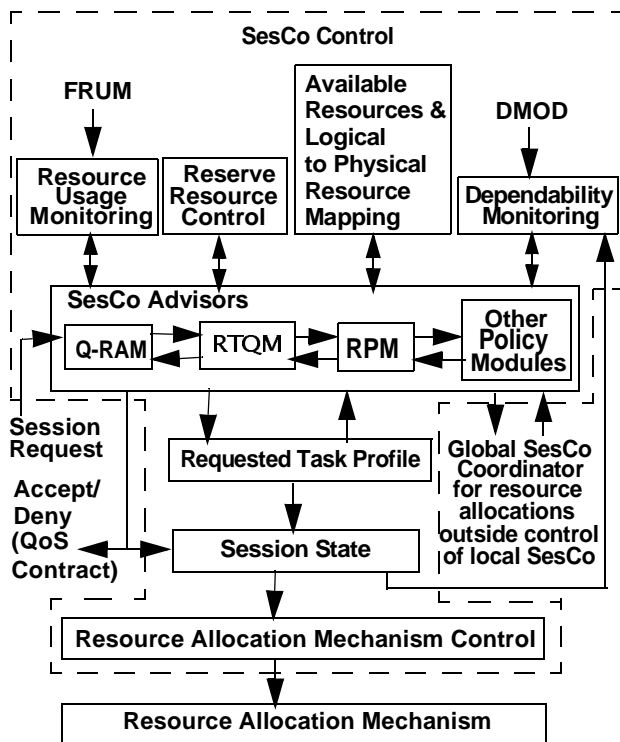 SesCo Control
FRUM
Available
Resources &
Logical
to Physical
Resource
Mapping
DMOD
Resource
Usage
Monitoring
Reserve
Resource
Control
Dependability
Monitoring
SesCo Advisors
Q-RAM
RTQM
RPM
Other
Policy
Modules
Session
Request
Requested Task Profile
Global SesCo
Coordinator
for resource
allocations
outside control
of local SesCo
Accept/
Deny
(QoS
Contract)
Session State
Resource Allocation Mechanism Control
Resource Allocation Mechanism